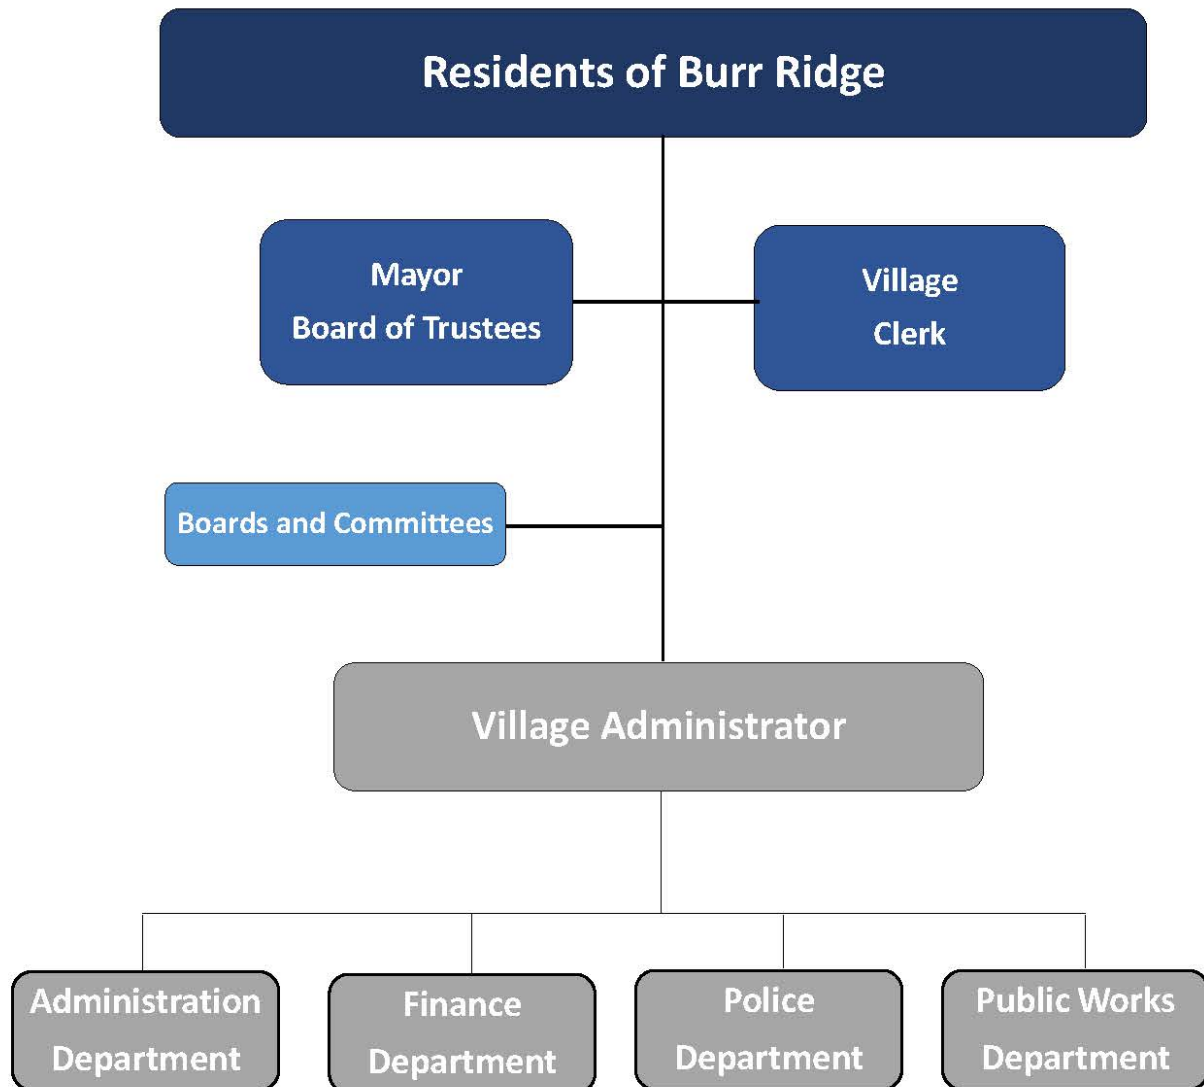 Residents of Burr Ridge
Mayor
Board of Trustees
Village
Clerk
Boards and Committees
Village Administrator
Administration
Department
Finance
Department
Police
Department
Public Works
Department